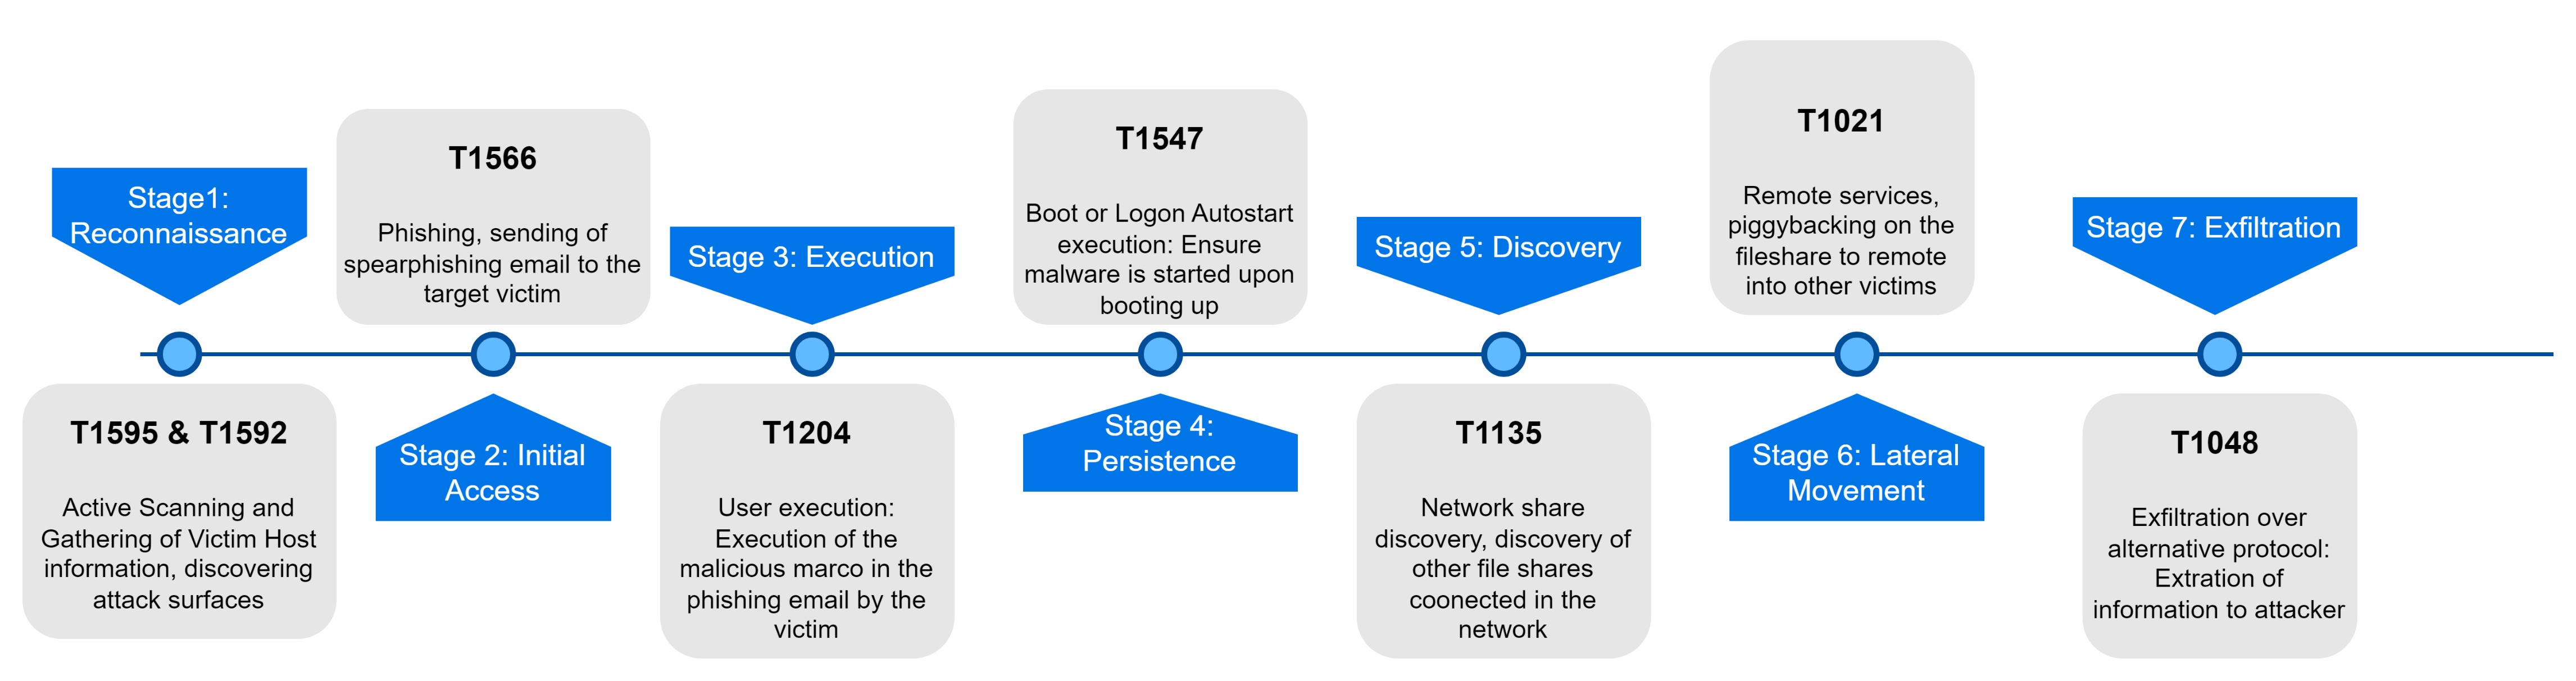 Stage1:
Reconnaissance
T1595 & T1592
Active Scanning and
Gathering of Victim Host
information, discovering
attack surfaces
T1566
Phishing, sending of
spearphishing email to the
target victim
Stage 2: Initial
Access
Stage 3: Execution
T1204
User execution:
Execution of the
malicious marco in the
phishing email by the
victim
T1547
Boot or Logon Autostart
execution: Ensure
malware is started upon
booting up
Stage 4:
Persistence
Stage 5: Discovery
T1135
Network share
discovery, discovery of
other file shares
coonected in the
network
T1021
Remote services,
piggybacking on the
fileshare to remote
into other victims
Stage 6: Lateral
Movement
Stage 7: Exfiltration
T1048
Exfiltration over
alternative protocol:
Extration of
information to attacker